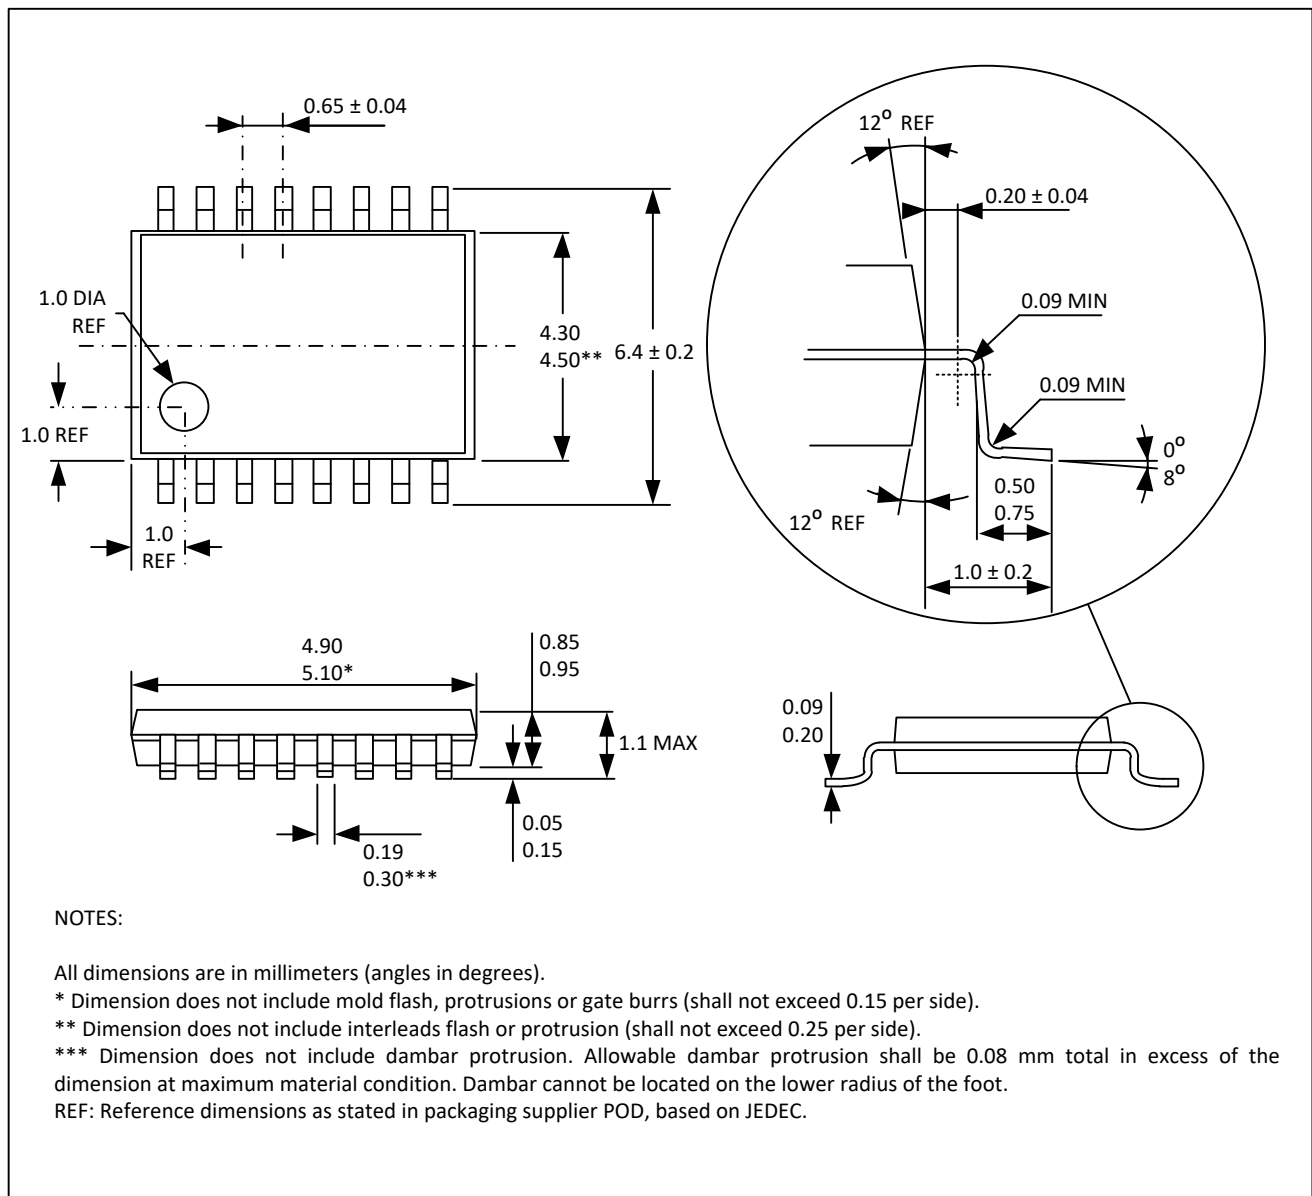 0.65 ± 0.04
12° REF
0.20 ± 0.04
1.0 DIA
REF
0.09 MIN
4.30
4.50**
6.4 ± 0.2
0.09 MIN
1.0 REF
0°
8°
0.50
0.75
12° REF
1.0
REF
1.0 ± 0.2
4.90
5.10*
0.85
0.95
0.09
0.20
1.1 MAX
0.05
0.15
0.19
0.30***
NOTES:
All dimensions are in millimeters (angles in degrees).
* Dimension does not include mold flash, protrusions or gate burrs (shall not exceed 0.15 per side).
** Dimension does not include interleads flash or protrusion (shall not exceed 0.25 per side).
*** Dimension does not include dambar protrusion. Allowable dambar protrusion shall be 0.08 mm total in excess of the
dimension at maximum material condition. Dambar cannot be located on the lower radius of the foot.
REF: Reference dimensions as stated in packaging supplier POD, based on JEDEC.